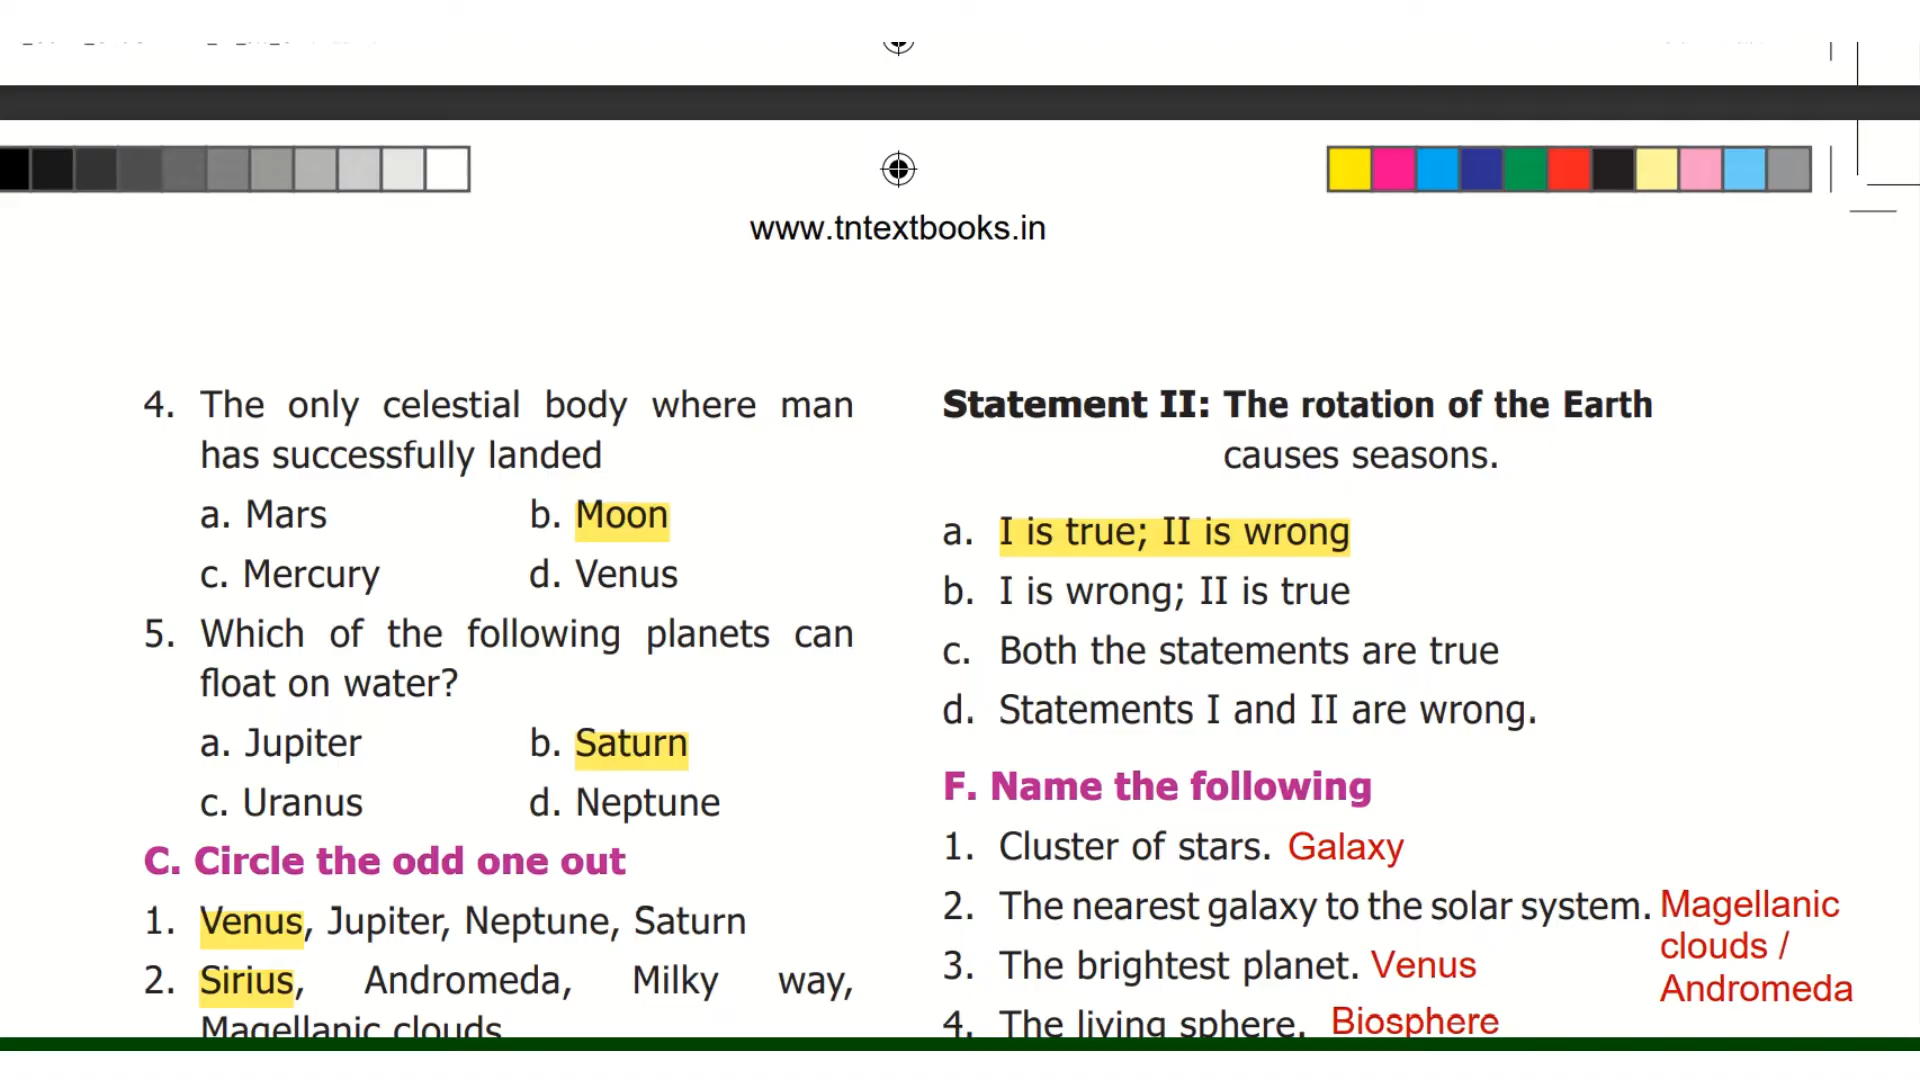 www.tntextbooks.in
4. The only celestial body where man
has successfully landed
a. Mars b. Moon
c. Mercury d. Venus
5. Which of the following planets can
float on water?
a. Jupiter b. Saturn
c. Uranus d. Neptune
C. Circle the odd one out
1. Venus, Jupiter, Neptune, Saturn
2. Sirius, Andromeda, Milky way,
Magellanic clouds
Statement II: The rotation of the Earth
causes seasons.
a. I is true; II is wrong
b. I is wrong; II is true
c. Both the statements are true
d. Statements I and II are wrong.
F. Name the following
1. Cluster of stars. Galaxy
2. The nearest galaxy to the solar system. Magellanic
clouds /
Andromeda
3. The brightest planet. Venus
4. The living sphere. Biosphere